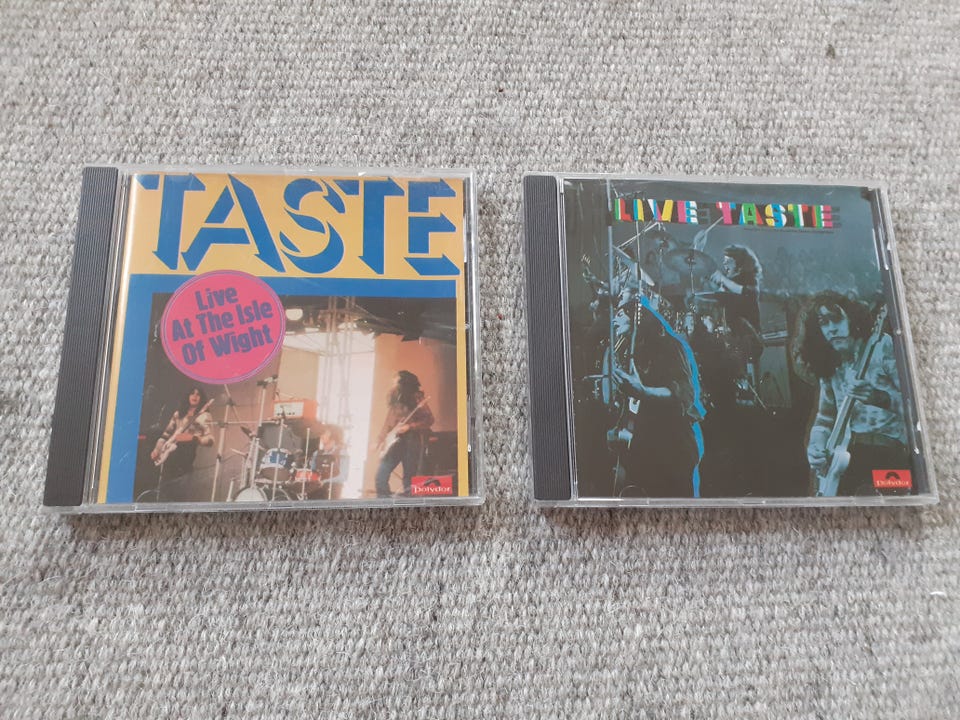 TASTE
Live
At The Isle
Of Wight
Polydor
LIVE TASTE
Polydor